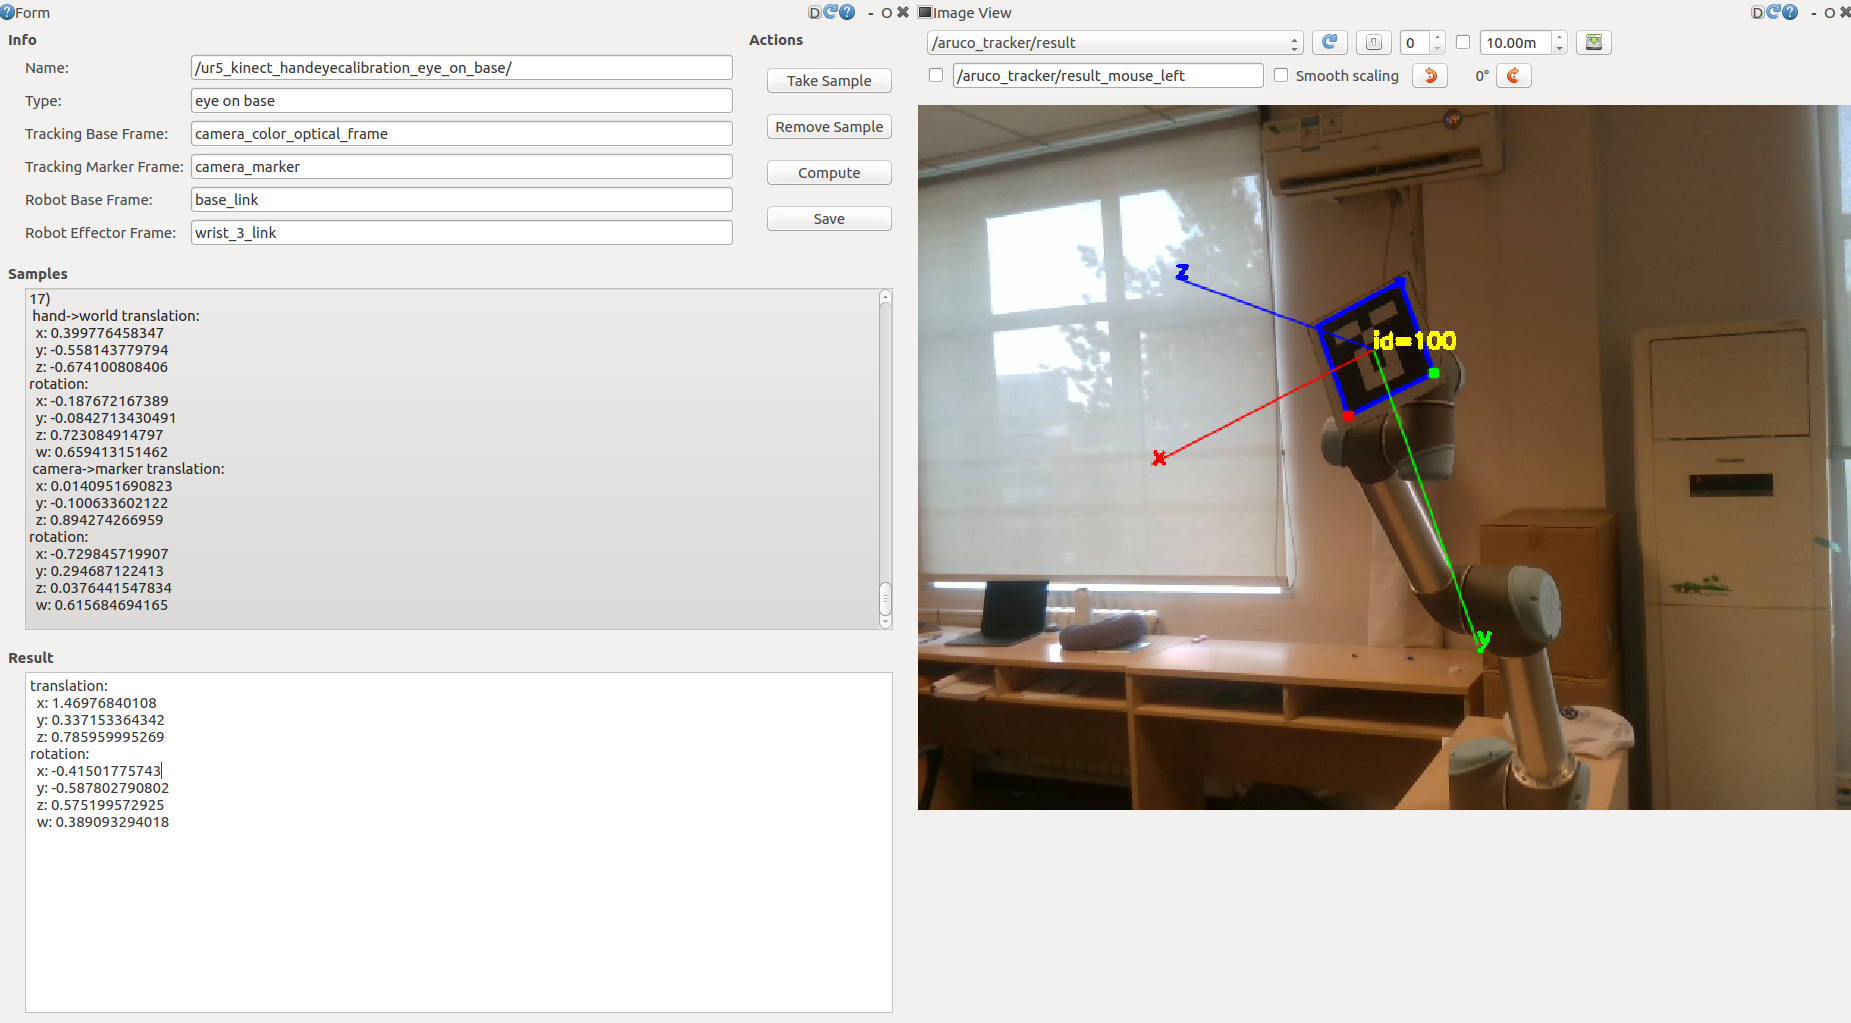 Form
Info
Name: /ur5_kinect_handeyecalibration_eye_on_base/
Type: eye on base
Tracking Base Frame: camera_color_optical_frame
Tracking Marker Frame: camera_marker
Robot Base Frame: base_link
Robot Effector Frame: wrist_3_link
Actions
Take Sample
Remove Sample
Compute
Save
Samples
17)
hand->world translation:
x: 0.399776458347
y: -0.558143779794
z: -0.674100808406
rotation:
x: -0.187672167389
y: -0.0842713430491
z: 0.723084914797
w: 0.659413151462
camera->marker translation:
x: 0.0140951690823
y: -0.100633602122
z: 0.894274266959
rotation:
x: -0.729845719907
y: 0.294687122413
z: 0.0376441547834
w: 0.615684694165
Result
translation:
x: 1.46976840108
y: 0.337153364342
z: 0.785959995269
rotation:
x: -0.41501775743
y: -0.587802790802
z: 0.575199572925
w: 0.389093294018
D - O
Image View
D - O
/aruco_tracker/result 0 10.00m
/aruco_tracker/result_mouse_left Smooth scaling 0°
z
id=100
x
y